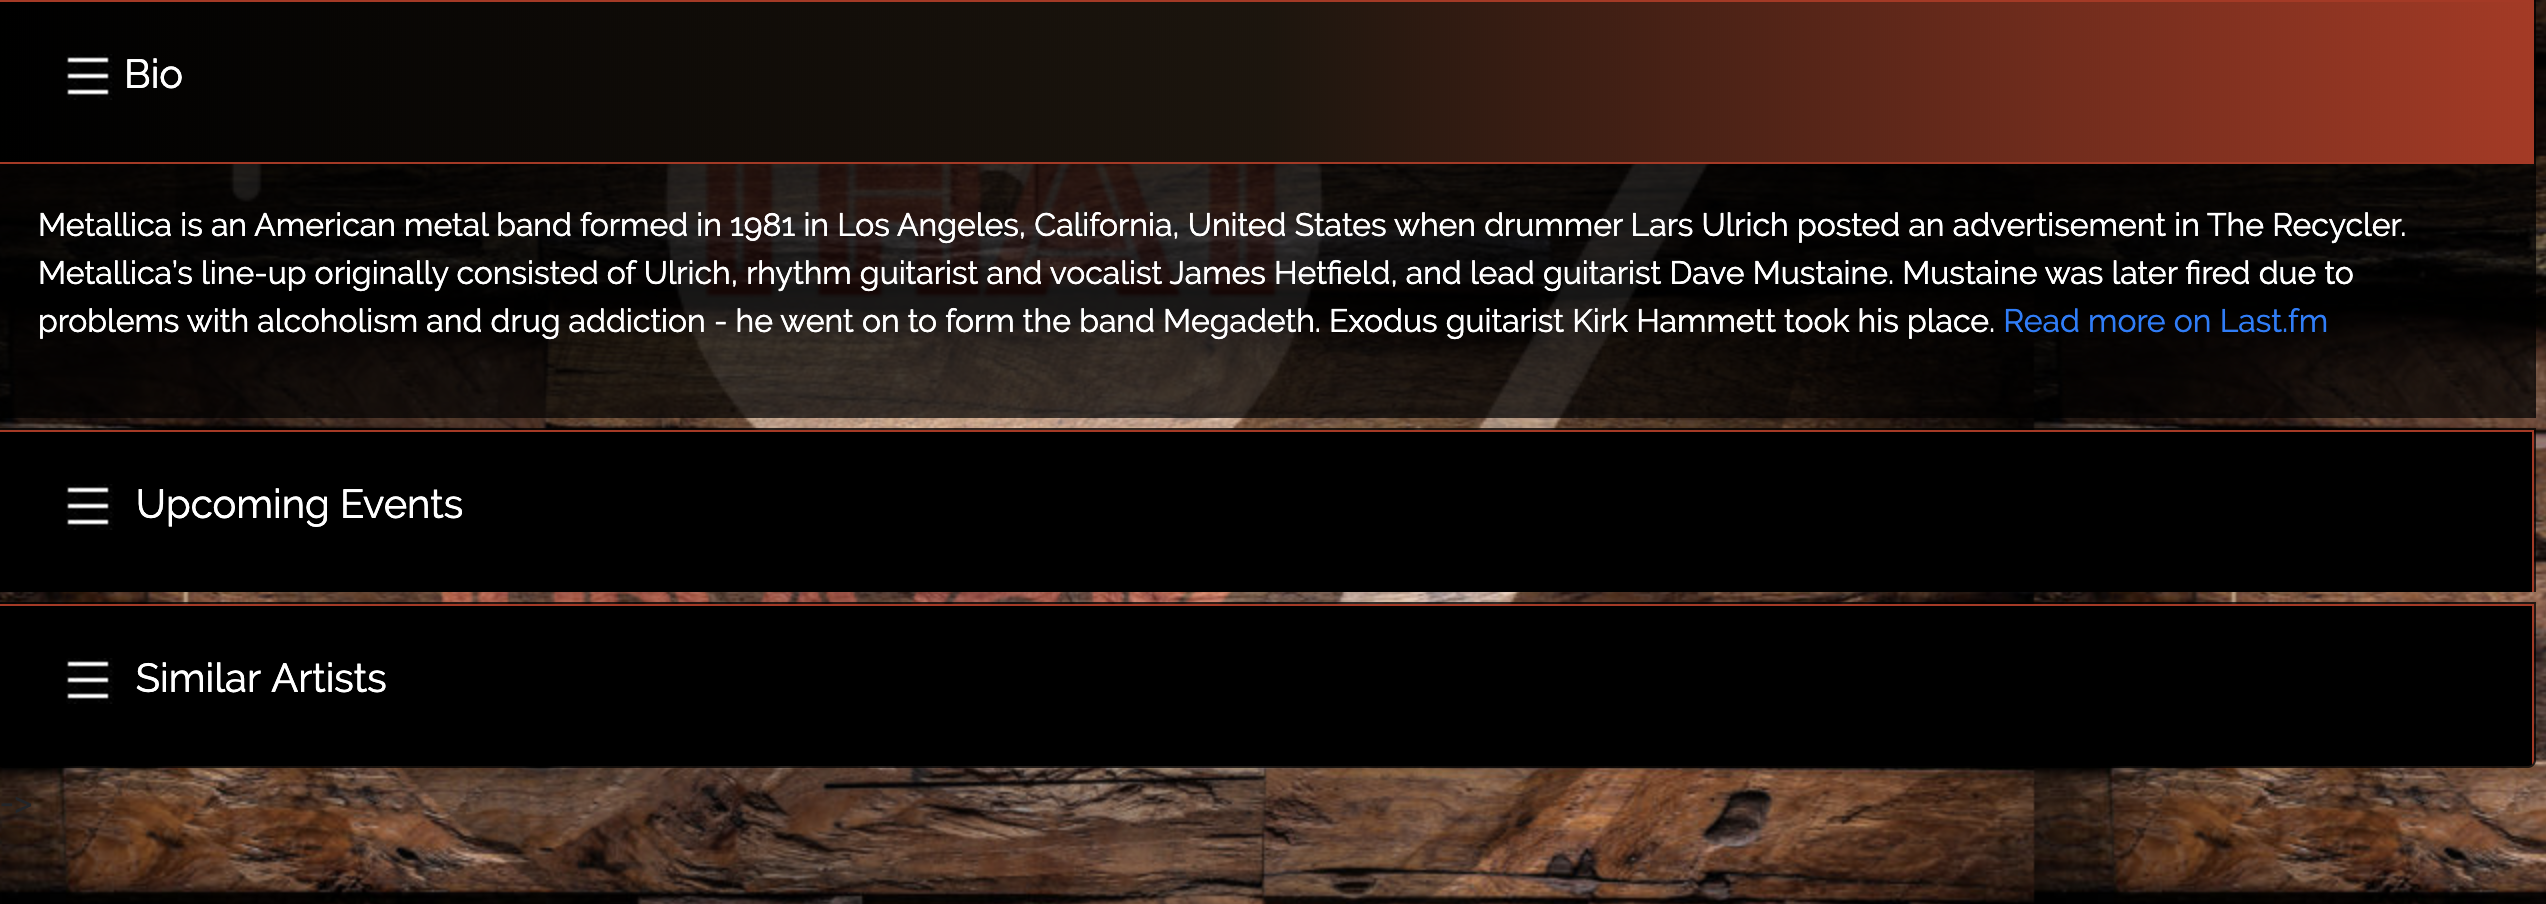 Bio
Metallica is an American metal band formed in 1981 in Los Angeles, California, United States when drummer Lars Ulrich posted an advertisement in The Recycler.
Metallica's line-up originally consisted of Ulrich, rhythm guitarist and vocalist James Hetfield, and lead guitarist Dave Mustaine. Mustaine was later fired due to
problems with alcoholism and drug addiction - he went on to form the band Megadeth. Exodus guitarist Kirk Hammett took his place. Read more on Last.fm
Upcoming Events
Similar Artists
>